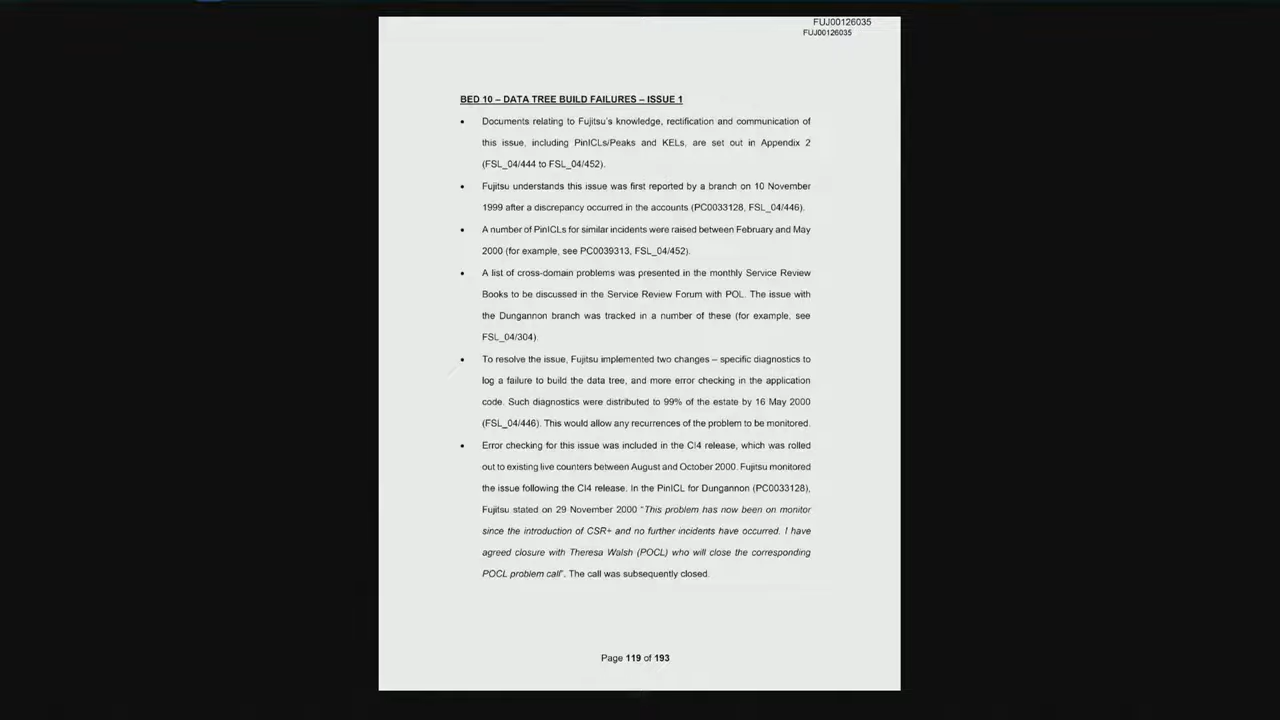 FUJ00126035
FUJ00126035
BED 10 – DATA TREE BUILD FAILURES – ISSUE 1
• Documents relating to Fujitsu's knowledge, rectification and communication of
this issue, including PinICLs/Peaks and KELs, are set out in Appendix 2
(FSL_04/444 to FSL_04/452).
• Fujitsu understands this issue was first reported by a branch on 10 November
1999 after a discrepancy occurred in the accounts (PC0033128, FSL_04/446).
• A number of PinICLs for similar incidents were raised between February and May
2000 (for example, see PC0039313, FSL_04/452).
• A list of cross-domain problems was presented in the monthly Service Review
Books to be discussed in the Service Review Forum with POL. The issue with
the Dungannon branch was tracked in a number of these (for example, see
FSL_04/304).
• To resolve the issue, Fujitsu implemented two changes – specific diagnostics to
log a failure to build the data tree, and more error checking in the application
code. Such diagnostics were distributed to 99% of the estate by 16 May 2000
(FSL_04/446). This would allow any recurrences of the problem to be monitored.
• Error checking for this issue was included in the CI4 release, which was rolled
out to existing live counters between August and October 2000. Fujitsu monitored
the issue following the CI4 release. In the PinICL for Dungannon (PC0033128),
Fujitsu stated on 29 November 2000 "This problem has now been on monitor
since the introduction of CSR+ and no further incidents have occurred. I have
agreed closure with Theresa Walsh (POCL) who will close the corresponding
POCL problem call". The call was subsequently closed.
Page 119 of 193